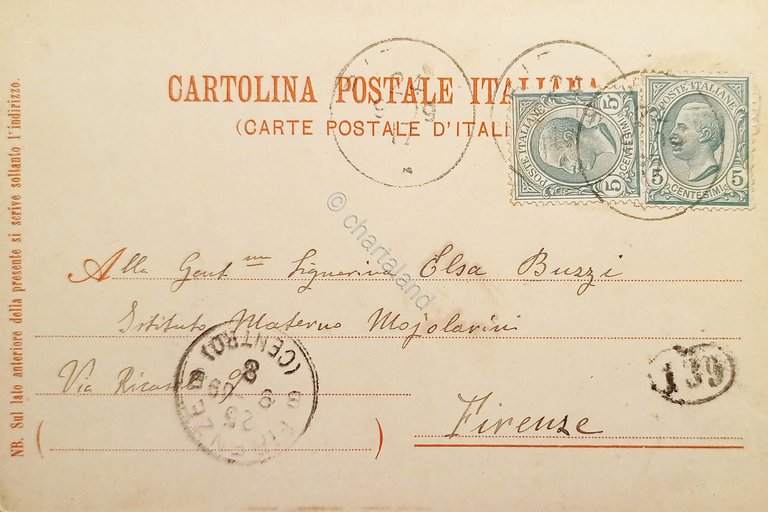 CARTOLINA POSTALE ITALIANA
(CARTE POSTALE D'ITALI
POSTE ITALIANE
5 CENTESIMI 5
POSTE ITALIANE
5 CENTESIMI 5
Alla Gent.ma Signorina Elsa Buzzi
Istituto Materno Mojolarini
Via Ricasoli 9
Firenze
FIRENZE
(CENTRO)
139
NB. Sul lato anteriore della presente si scrive soltanto l'indirizzo.
© chartaland